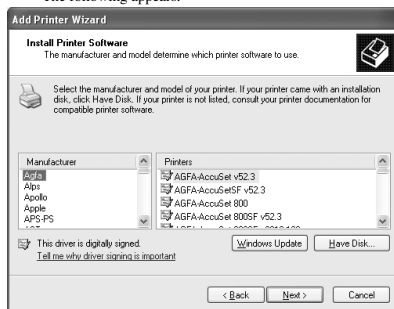 The following appears.
Add Printer Wizard
Install Printer Software
The manufacturer and model determine which printer software to use.
Select the manufacturer and model of your printer. If your printer came with an installation
disk, click Have Disk. If your printer is not listed, consult your printer documentation for
compatible printer software.
Manufacturer
Agfa
Alps
Apollo
Apple
APS-PS
Printers
AGFA-AccuSet v52.3
AGFA-AccuSetSF v52.3
AGFA-AccuSet 800
AGFA-AccuSet 800SF v52.3
This driver is digitally signed.
Tell me why driver signing is important
Windows Update
Have Disk...
< Back
Next >
Cancel